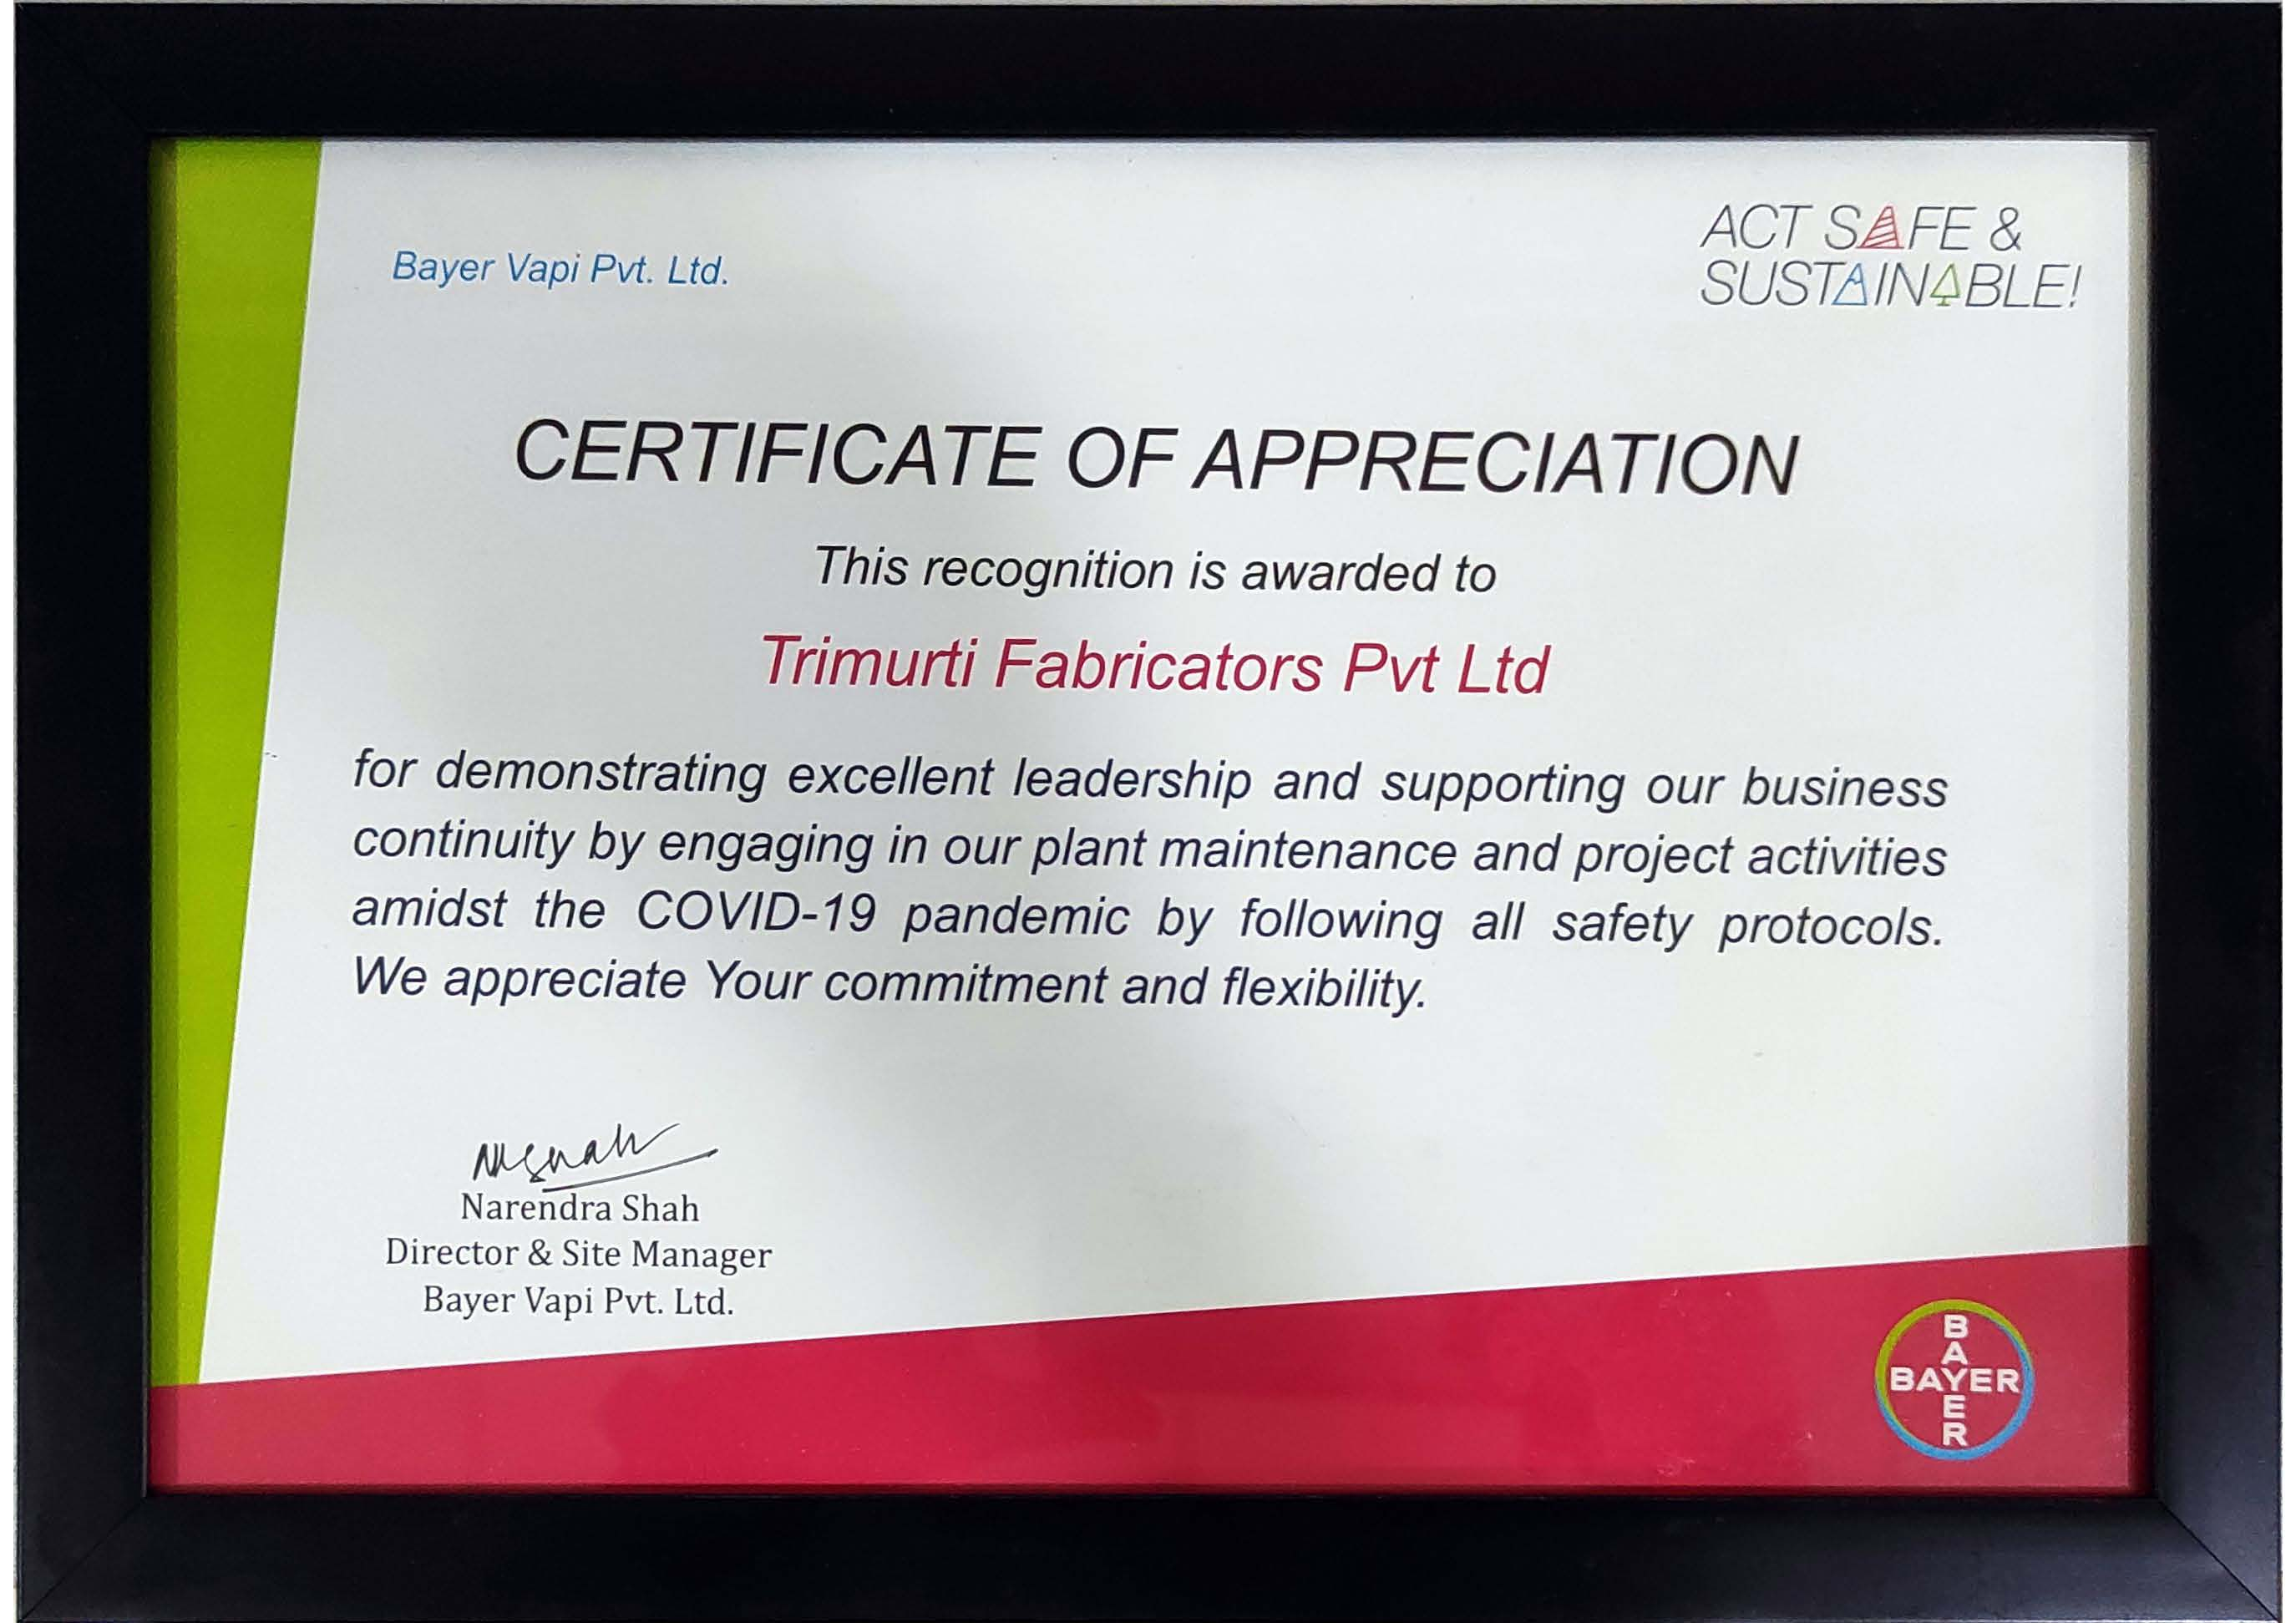 Bayer Vapi Pvt. Ltd.
ACT SAFE &
SUSTAINABLE!
CERTIFICATE OF APPRECIATION
This recognition is awarded to
Trimurti Fabricators Pvt Ltd
for demonstrating excellent leadership and supporting our business
continuity by engaging in our plant maintenance and project activities
amidst the COVID-19 pandemic by following all safety protocols.
We appreciate Your commitment and flexibility.
Narendra Shah
Director & Site Manager
Bayer Vapi Pvt. Ltd.
BAYER
BAYER